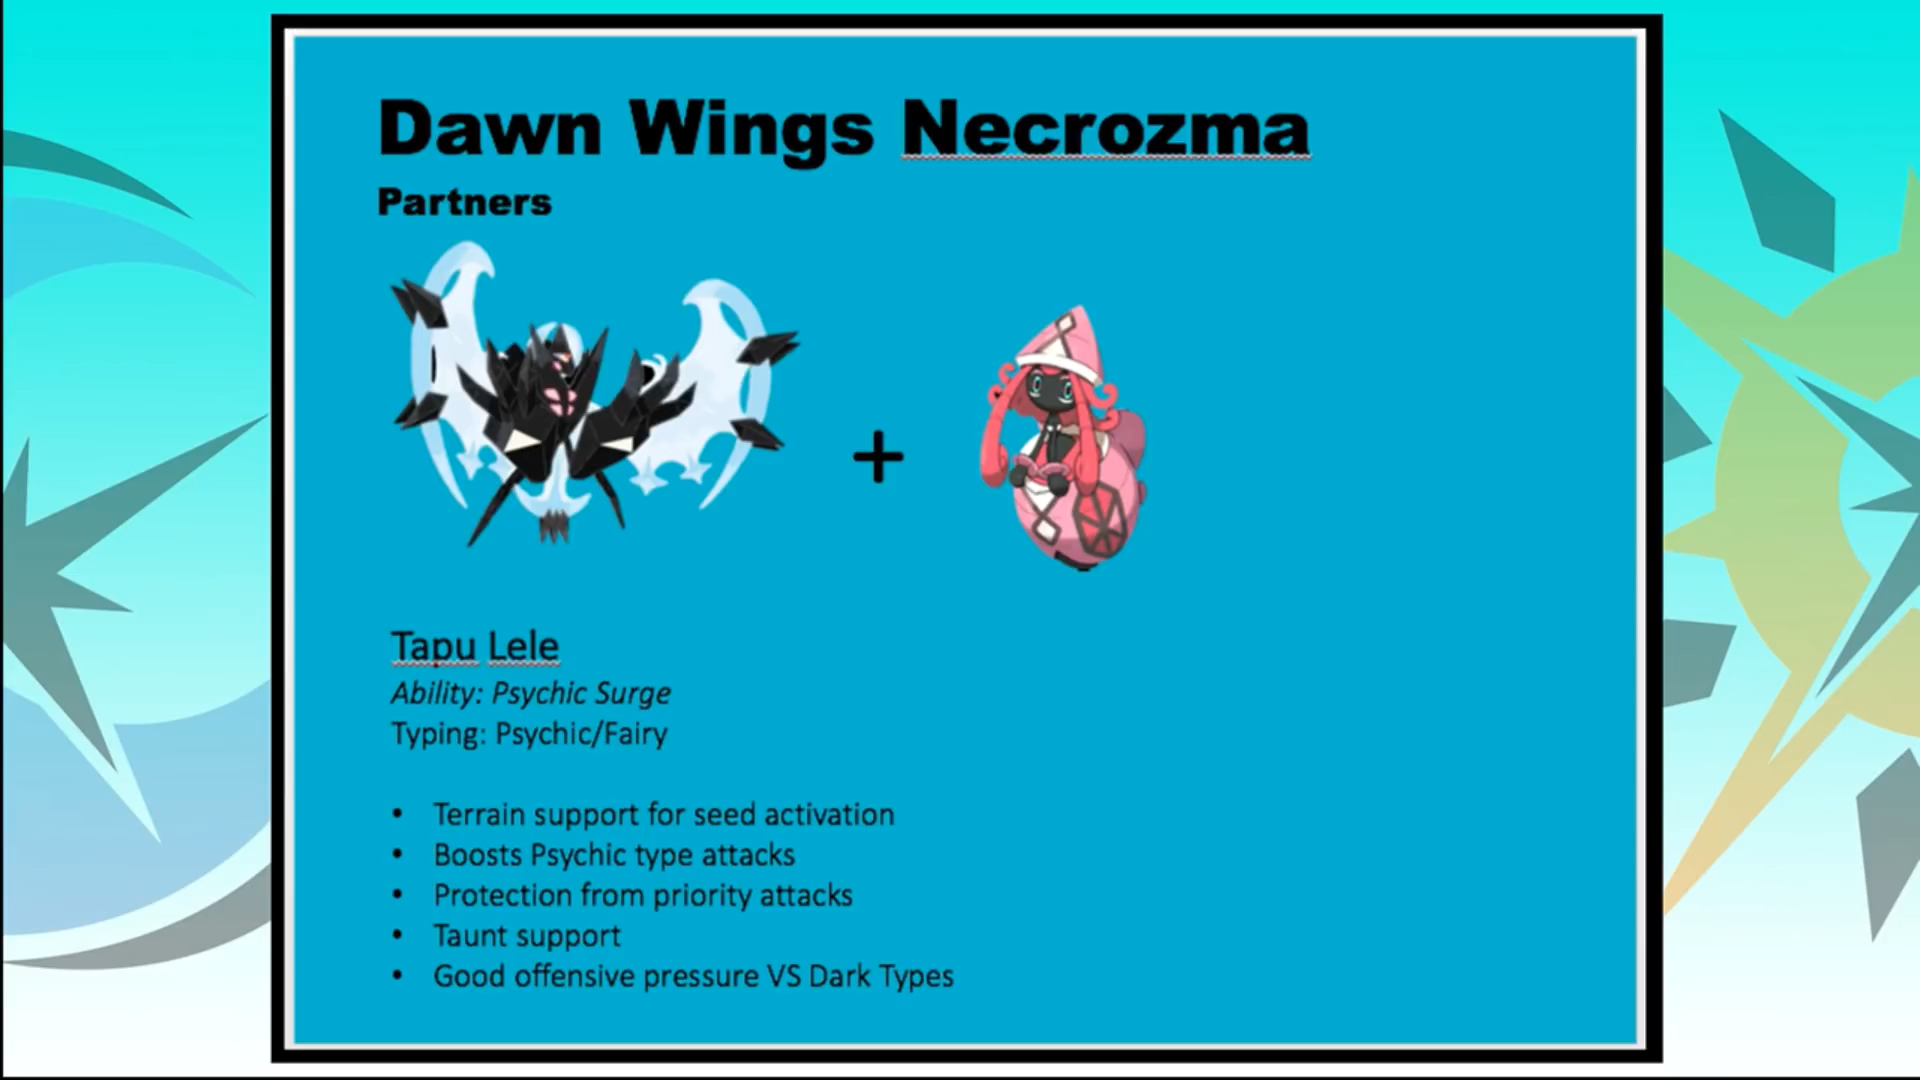 Dawn Wings Necrozma
Partners
+
Tapu Lele
Ability: Psychic Surge
Typing: Psychic/Fairy
• Terrain support for seed activation
• Boosts Psychic type attacks
• Protection from priority attacks
• Taunt support
• Good offensive pressure VS Dark Types